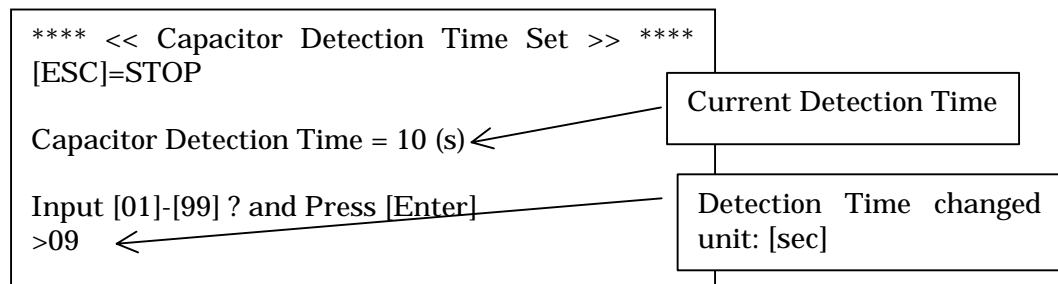 **** << Capacitor Detection Time Set >> ****
[ESC]=STOP
Current Detection Time
Capacitor Detection Time = 10 (s)
Input [01]-[99] ? and Press [Enter]
>09
Detection Time changed
unit: [sec]